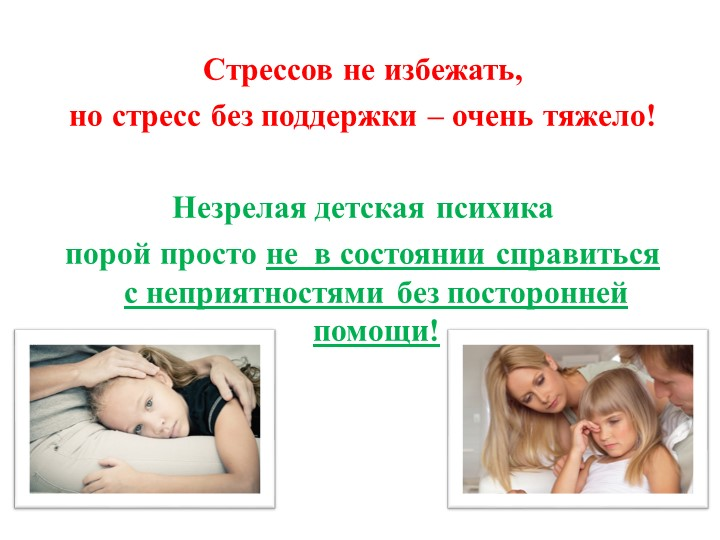 Стрессов не избежать,
но стресс без поддержки – очень тяжело!
Незрелая детская психика
порой просто не в состоянии справиться
с неприятностями без посторонней
помощи!